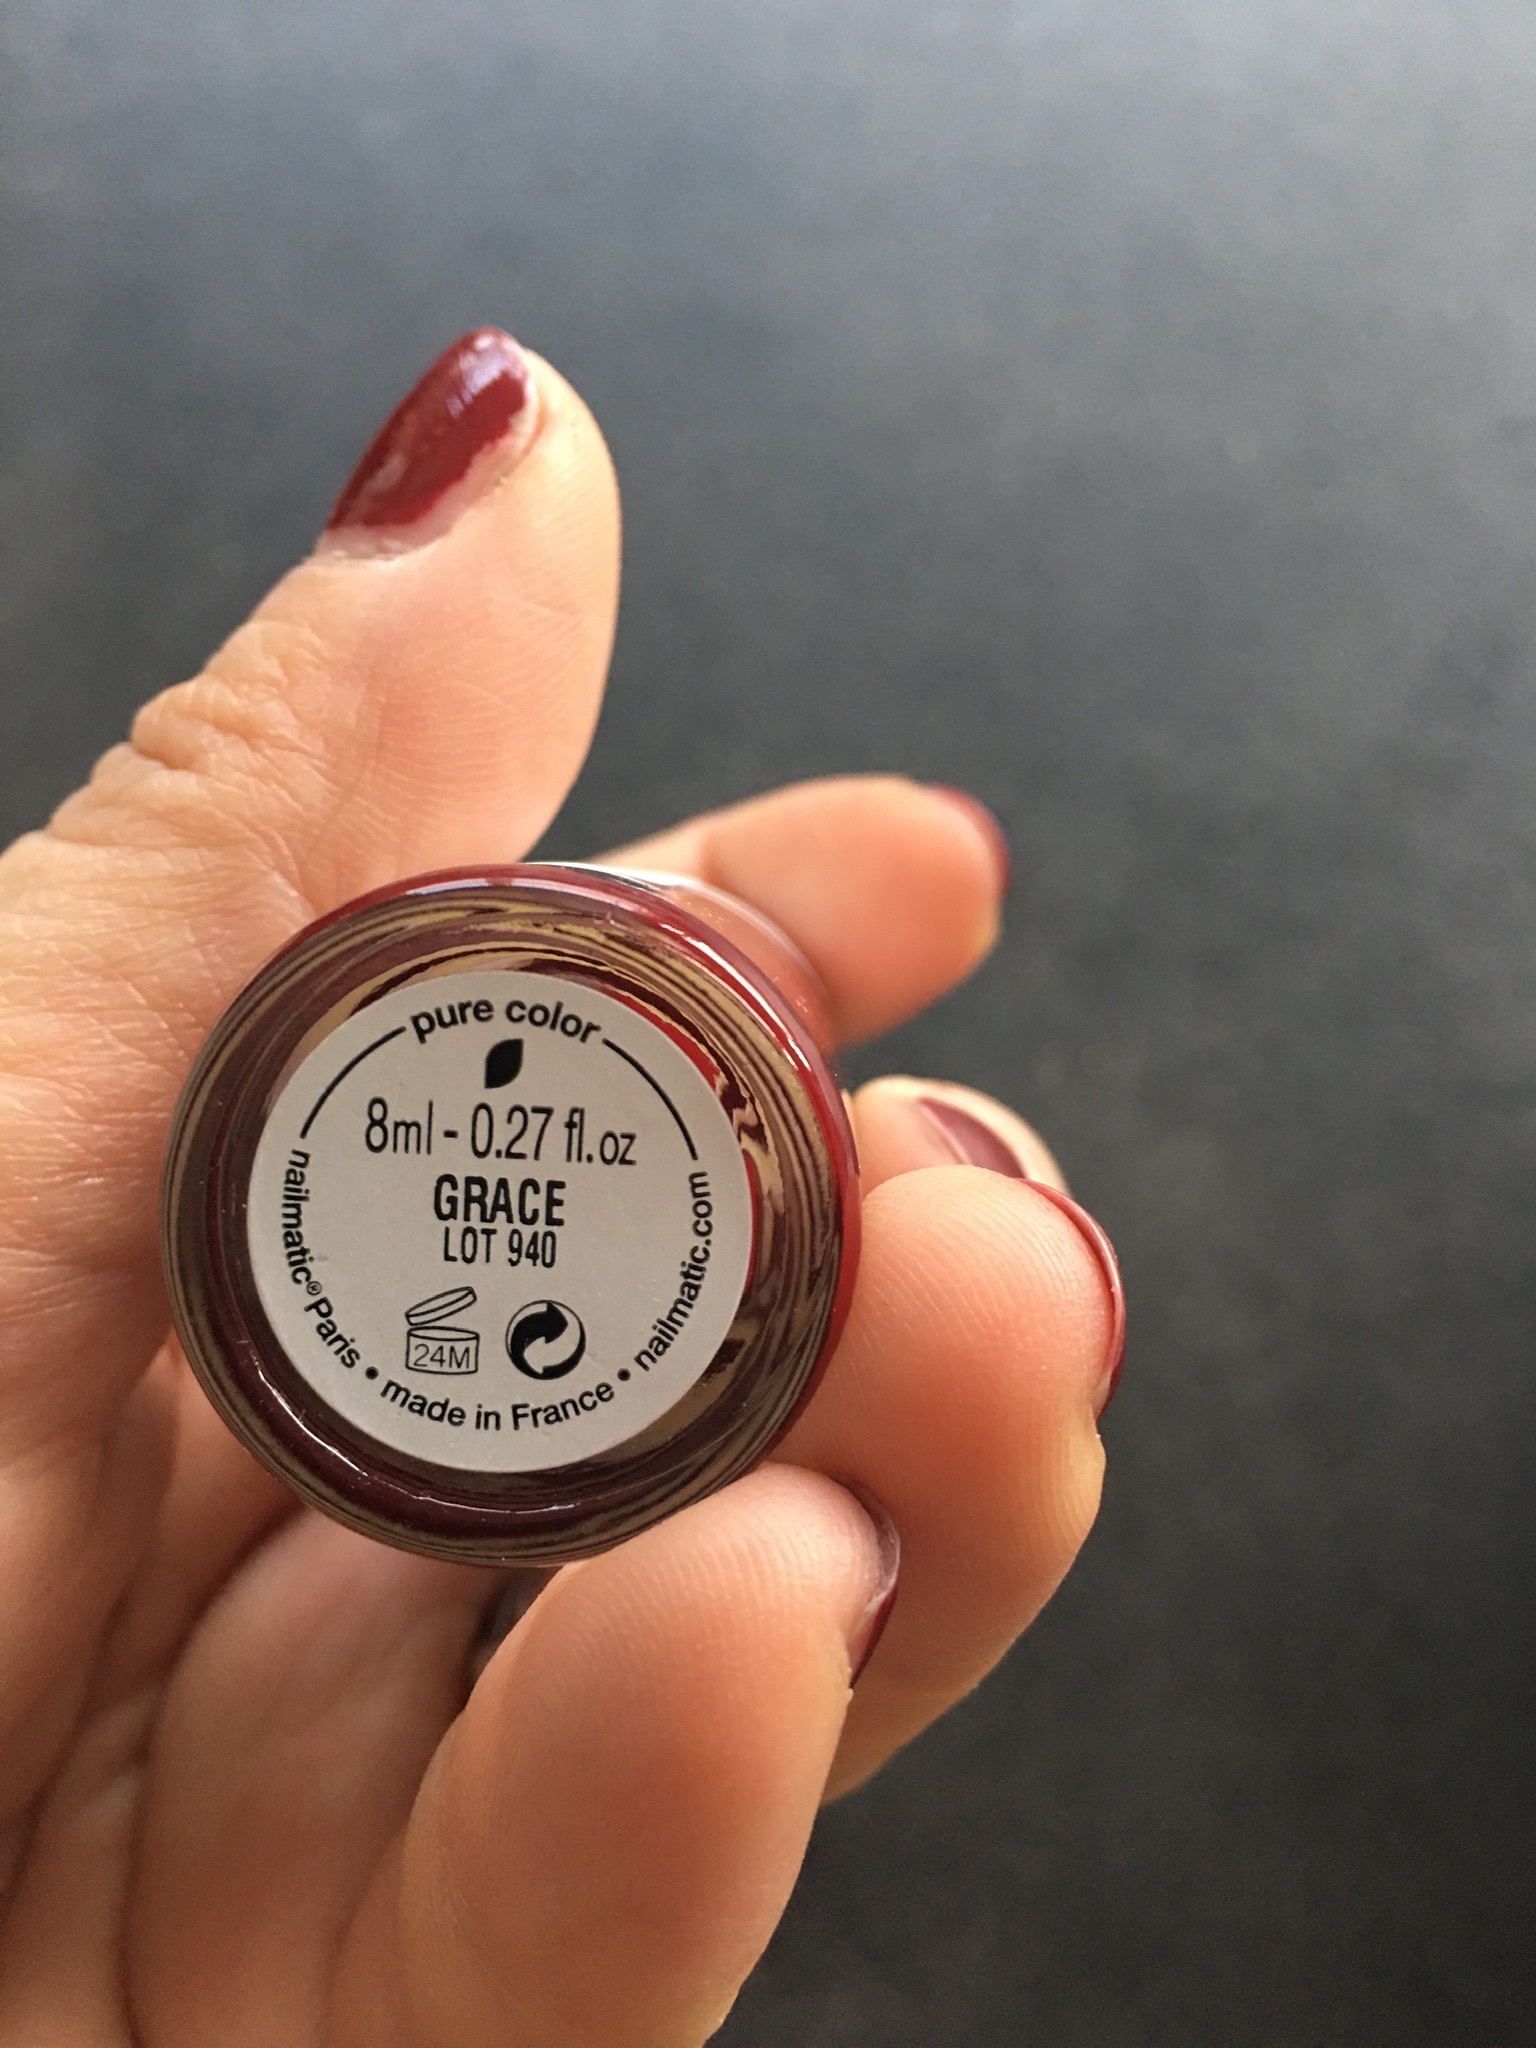 pure color
8ml - 0.27 fl.oz
GRACE
LOT 940
24M
nailmatic® Paris • made in France • nailmatic.com